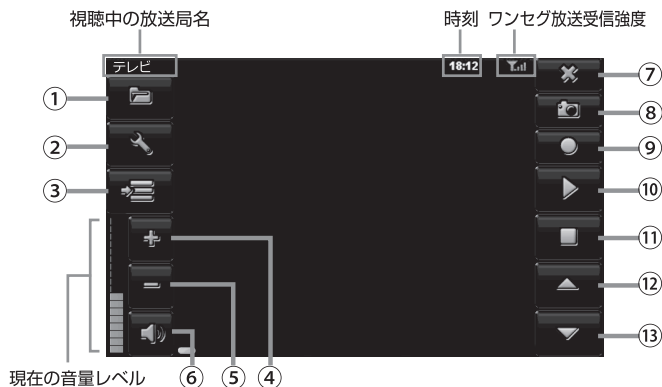 視聴中の放送局名
時刻
ワンセグ放送受信強度
テレビ
18:12
①
②
③
④
⑤
⑥
⑦
⑧
⑨
⑩
⑪
⑫
⑬
現在の音量レベル